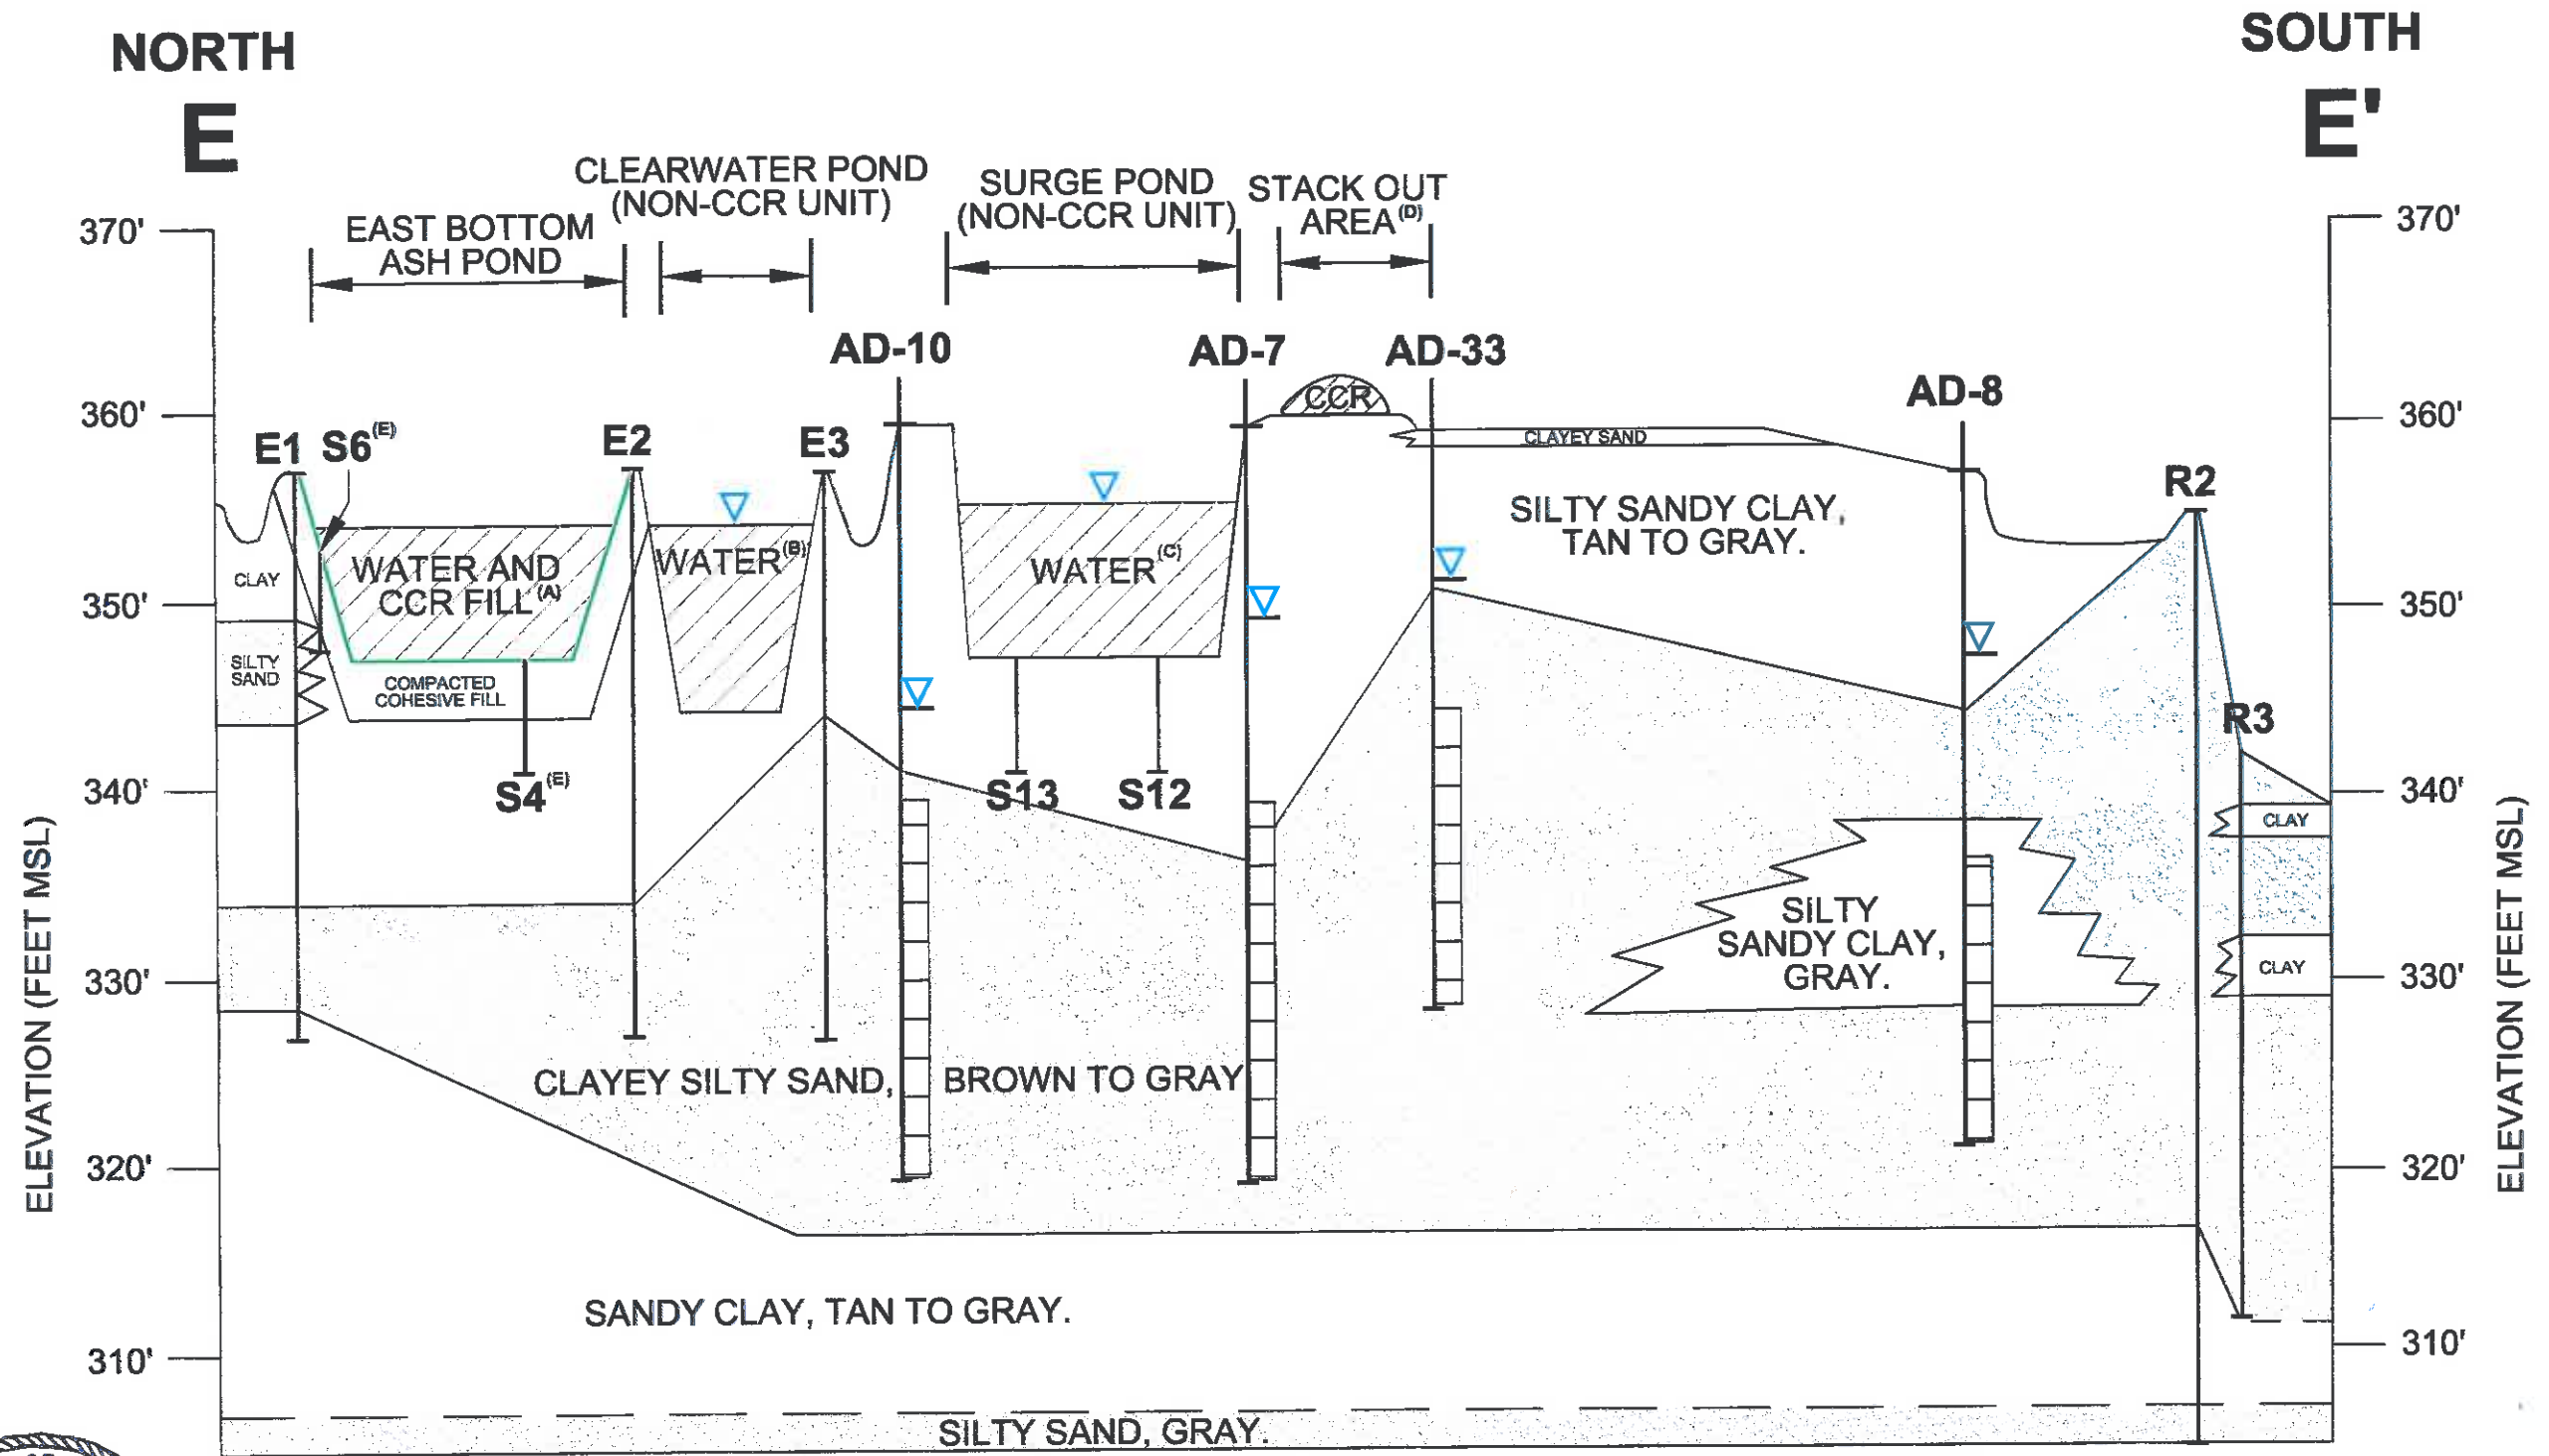 NORTH
SOUTH
E
E'
CLEARWATER POND
(NON-CCR UNIT)
SURGE POND
(NON-CCR UNIT)
STACK OUT
AREA(D)
EAST BOTTOM
ASH POND
370'
370'
AD-10
AD-7
AD-33
AD-8
CCR
360'
360'
E1
S6(E)
E2
E3
CLAYEY SAND
R2
SILTY SANDY CLAY,
TAN TO GRAY.
WATER AND
CCR FILL(A)
WATER(B)
WATER(C)
CLAY
350'
350'
SILTY
SAND
COMPACTED
COHESIVE FILL
R3
340'
340'
S4(E)
S13
S12
CLAY
SILTY
SANDY CLAY,
GRAY.
CLAY
330'
330'
ELEVATION (FEET MSL)
ELEVATION (FEET MSL)
CLAYEY SILTY SAND,
BROWN TO GRAY
320'
320'
SANDY CLAY, TAN TO GRAY.
310'
310'
SILTY SAND, GRAY.